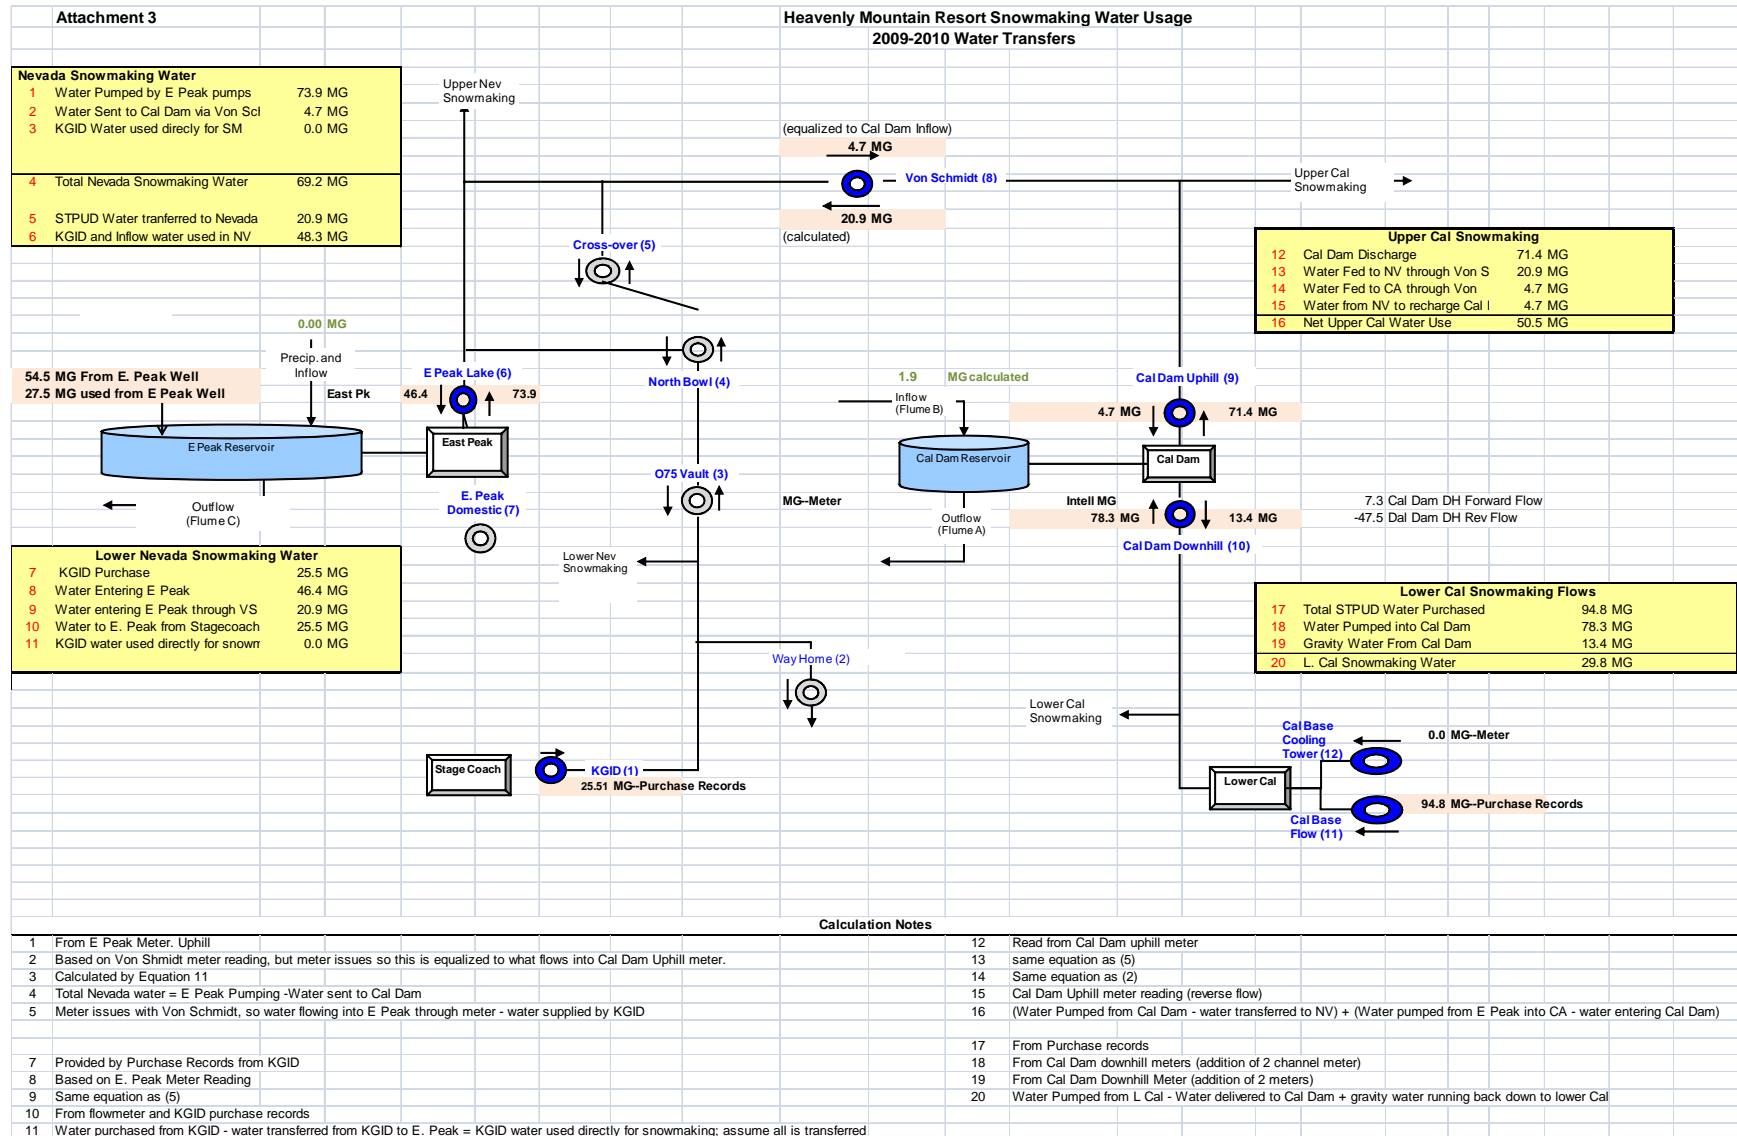 Attachment 3
Heavenly Mountain Resort Snowmaking Water Usage
2009-2010 Water Transfers
Nevada Snowmaking Water
1 Water Pumped by E Peak pumps 73.9 MG
2 Water Sent to Cal Dam via Von Scl 4.7 MG
3 KGID Water used direcly for SM 0.0 MG
4 Total Nevada Snowmaking Water 69.2 MG
5 STPUD Water tranferred to Nevada 20.9 MG
6 KGID and Inflow water used in NV 48.3 MG
Upper Nev
Snowmaking
(equalized to Cal Dam Inflow)
4.7 MG
Von Schmidt (8)
20.9 MG
(calculated)
Upper Cal
Snowmaking
Cross-over (5)
Upper Cal Snowmaking
12 Cal Dam Discharge 71.4 MG
13 Water Fed to NV through Von S 20.9 MG
14 Water Fed to CA through Von 4.7 MG
15 Water from NV to recharge Cal I 4.7 MG
16 Net Upper Cal Water Use 50.5 MG
0.00 MG
Precip. and
Inflow
54.5 MG From E. Peak Well
27.5 MG used from E Peak Well
East Pk
E Peak Lake (6)
46.4 73.9
North Bowl (4)
1.9 MG calculated
Inflow
(Flume B)
Cal Dam Uphill (9)
4.7 MG 71.4 MG
E Peak Reservoir
East Peak
Cal Dam Reservoir
Cal Dam
O75 Vault (3)
E. Peak
Domestic (7)
Outflow
(Flume C)
MG--Meter
Outflow
(Flume A)
Intell MG
78.3 MG 13.4 MG
Cal Dam Downhill (10)
7.3 Cal Dam DH Forward Flow
-47.5 Dal Dam DH Rev Flow
Lower Nevada Snowmaking Water
7 KGID Purchase 25.5 MG
8 Water Entering E Peak 46.4 MG
9 Water entering E Peak through VS 20.9 MG
10 Water to E. Peak from Stagecoach 25.5 MG
11 KGID water used directly for snown 0.0 MG
Lower Nev
Snowmaking
Lower Cal Snowmaking Flows
17 Total STPUD Water Purchased 94.8 MG
18 Water Pumped into Cal Dam 78.3 MG
19 Gravity Water From Cal Dam 13.4 MG
20 L. Cal Snowmaking Water 29.8 MG
Way Home (2)
Lower Cal
Snowmaking
Stage Coach
KGID (1)
25.51 MG--Purchase Records
Cal Base
Cooling
Tower (12)
0.0 MG--Meter
Lower Cal
94.8 MG--Purchase Records
Cal Base
Flow (11)
Calculation Notes
1 From E Peak Meter. Uphill
2 Based on Von Shmidt meter reading, but meter issues so this is equalized to what flows into Cal Dam Uphill meter.
3 Calculated by Equation 11
4 Total Nevada water = E Peak Pumping -Water sent to Cal Dam
5 Meter issues with Von Schmidt, so water flowing into E Peak through meter - water supplied by KGID
7 Provided by Purchase Records from KGID
8 Based on E. Peak Meter Reading
9 Same equation as (5)
10 From flowmeter and KGID purchase records
11 Water purchased from KGID - water transferred from KGID to E. Peak = KGID water used directly for snowmaking; assume all is transferred
12 Read from Cal Dam uphill meter
13 same equation as (5)
14 Same equation as (2)
15 Cal Dam Uphill meter reading (reverse flow)
16 (Water Pumped from Cal Dam - water transferred to NV) + (Water pumped from E Peak into CA - water entering Cal Dam)
17 From Purchase records
18 From Cal Dam downhill meters (addition of 2 channel meter)
19 From Cal Dam Downhill Meter (addition of 2 meters)
20 Water Pumped from L Cal - Water delivered to Cal Dam + gravity water running back down to lower Cal